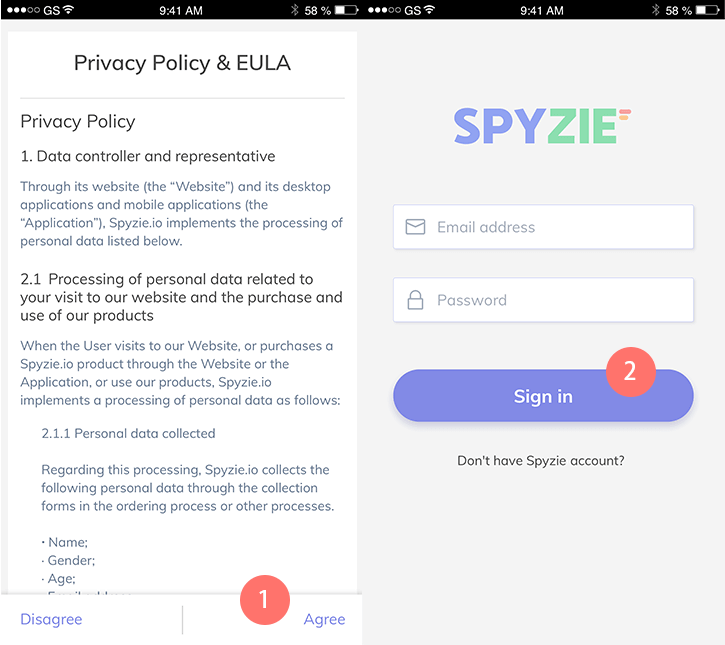 GS 9:41 AM 58 %
Privacy Policy & EULA
Privacy Policy
1. Data controller and representative
Through its website (the “Website”) and its desktop
applications and mobile applications (the
“Application”), Spyzie.io implements the processing of
personal data listed below.
2.1 Processing of personal data related to
your visit to our website and the purchase and
use of our products
When the User visits to our Website, or purchases a
Spyzie.io product through the Website or the
Application, or use our products, Spyzie.io
implements a processing of personal data as follows:
2.1.1 Personal data collected
Regarding this processing, Spyzie.io collects the
following personal data through the collection
forms in the ordering process or other processes.
· Name;
· Gender;
· Age;
Disagree
1
Agree
GS 9:41 AM 58 %
SPYZIE
Email address
Password
2
Sign in
Don't have Spyzie account?